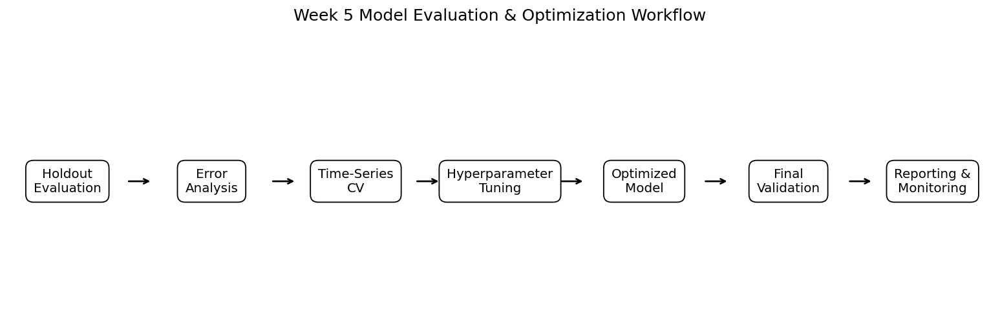 Week 5 Model Evaluation & Optimization Workflow
Holdout
Evaluation
Error
Analysis
Time-Series
CV
Hyperparameter
Tuning
Optimized
Model
Final
Validation
Reporting &
Monitoring